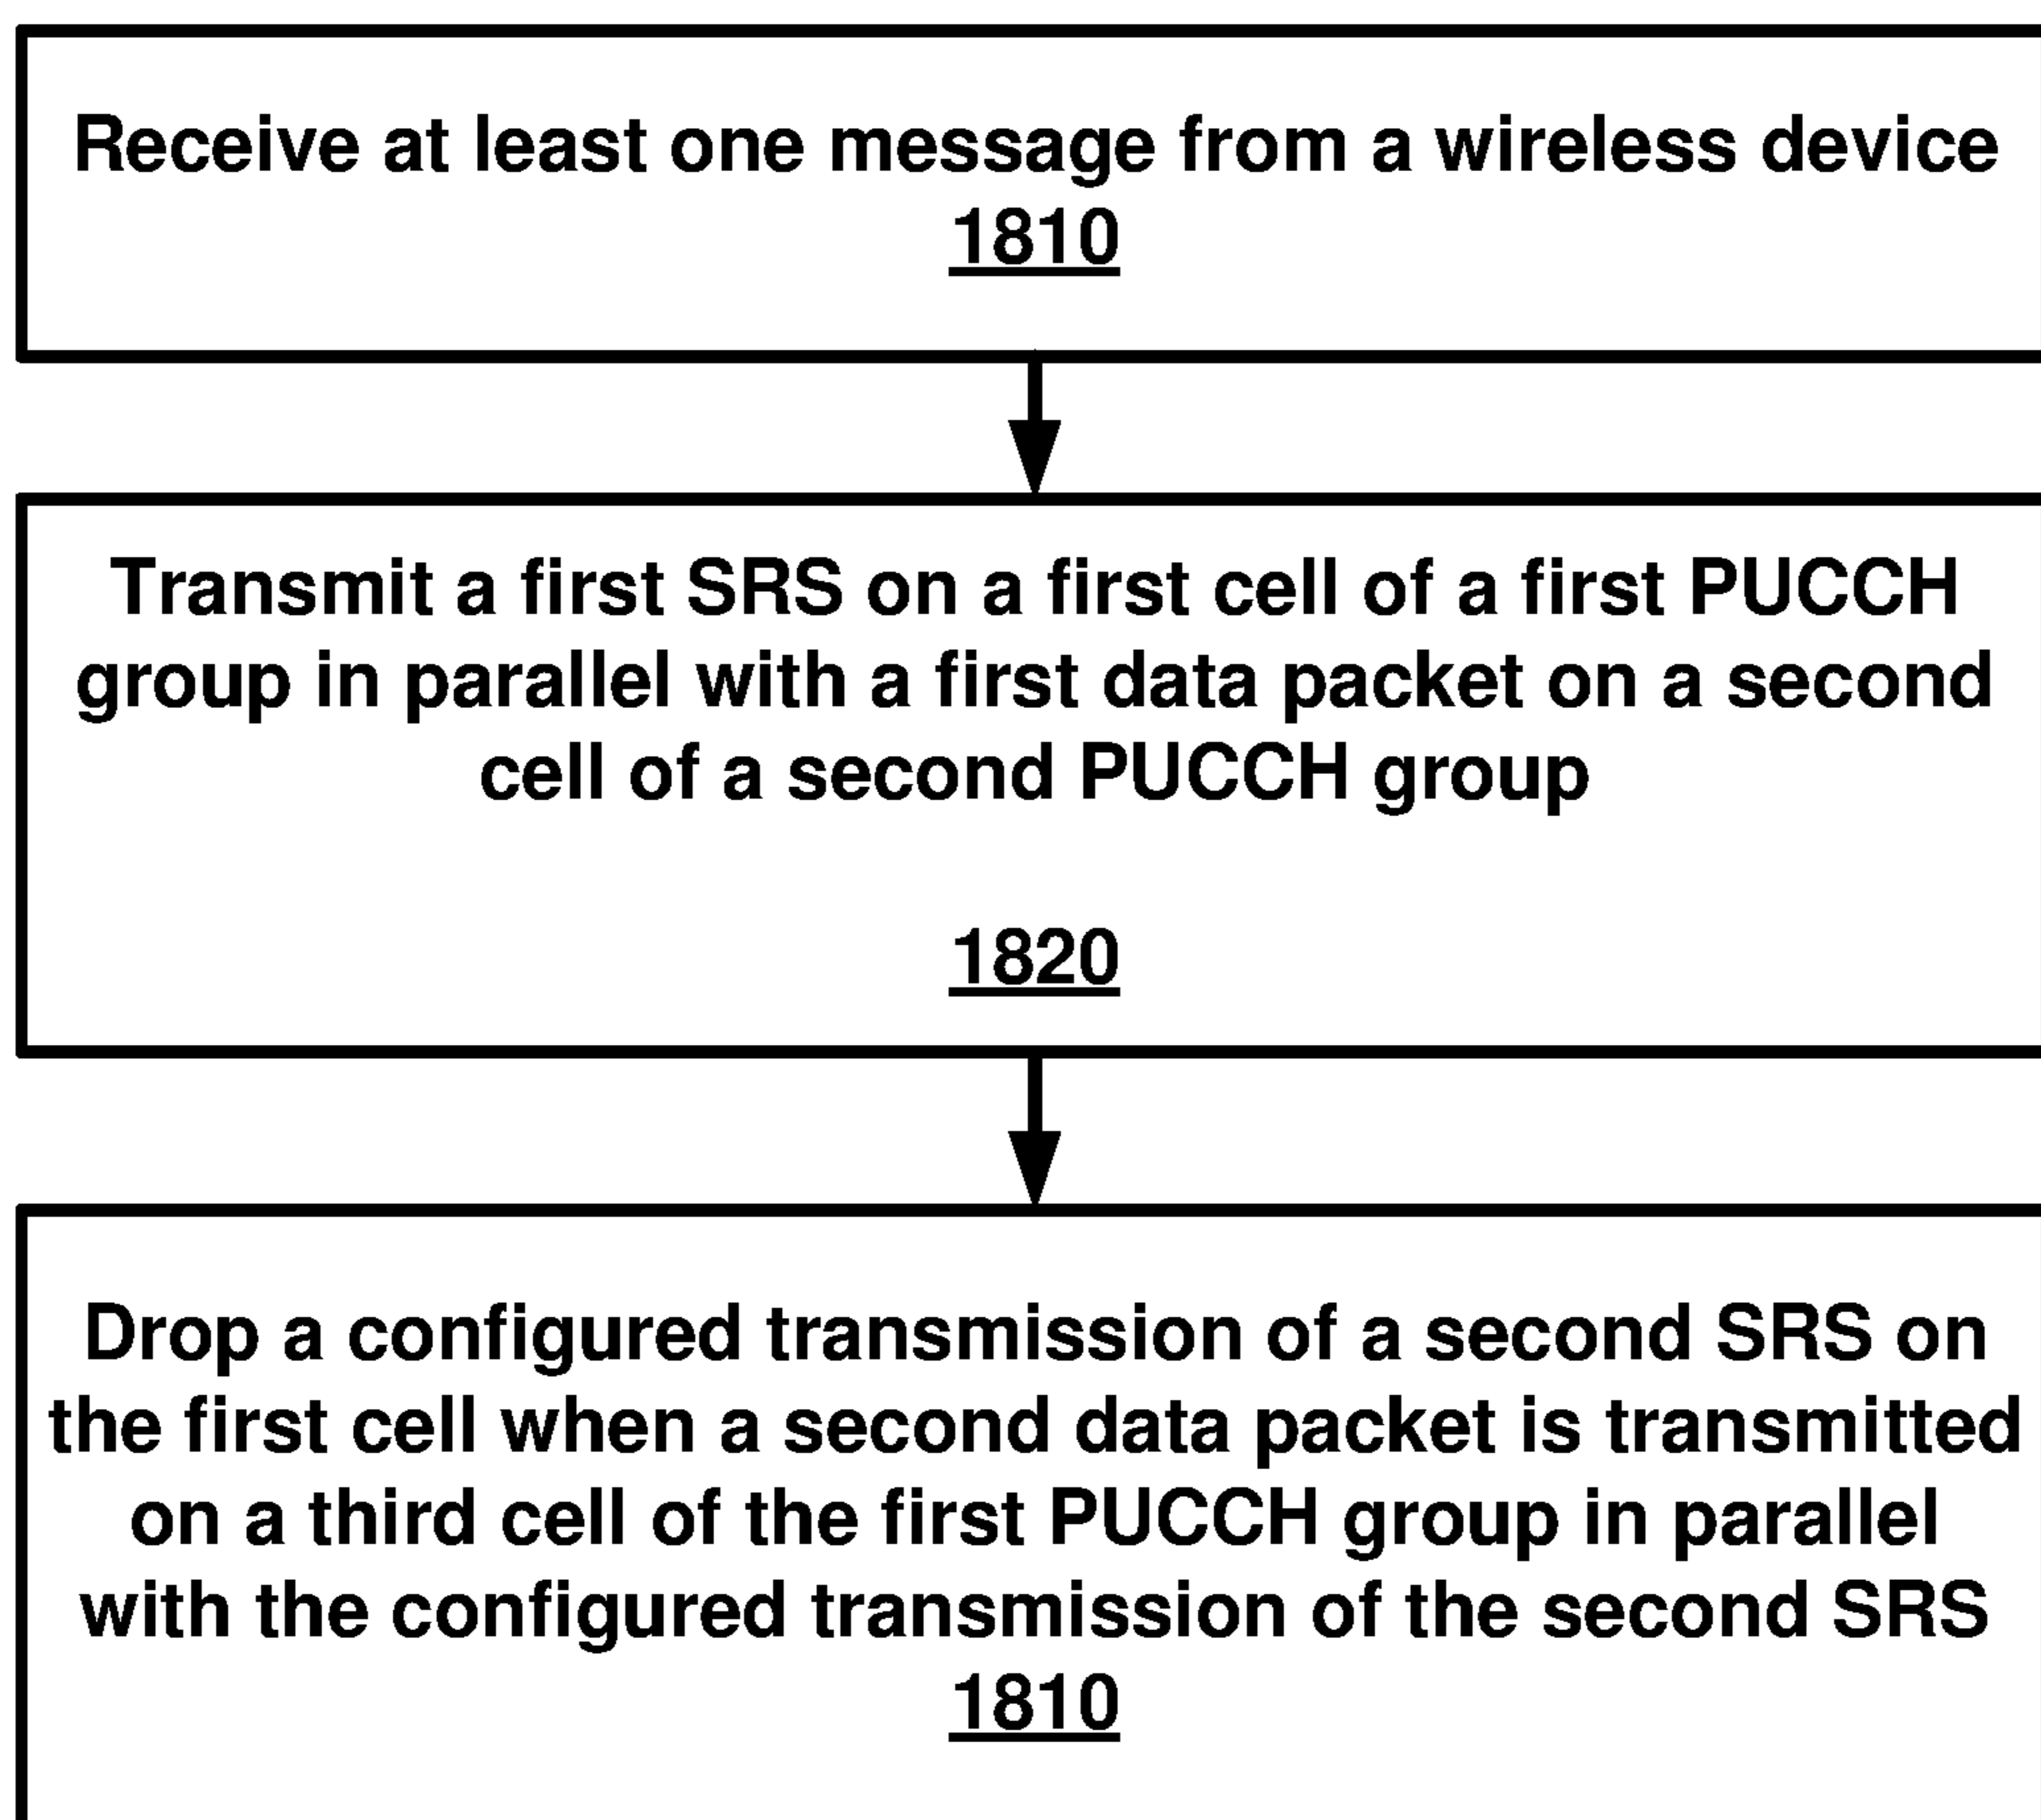 Receive at least one message from a wireless device
1810
Transmit a first SRS on a first cell of a first PUCCH
group in parallel with a first data packet on a second
cell of a second PUCCH group
1820
Drop a configured transmission of a second SRS on
the first cell when a second data packet is transmitted
on a third cell of the first PUCCH group in parallel
with the configured transmission of the second SRS
1810